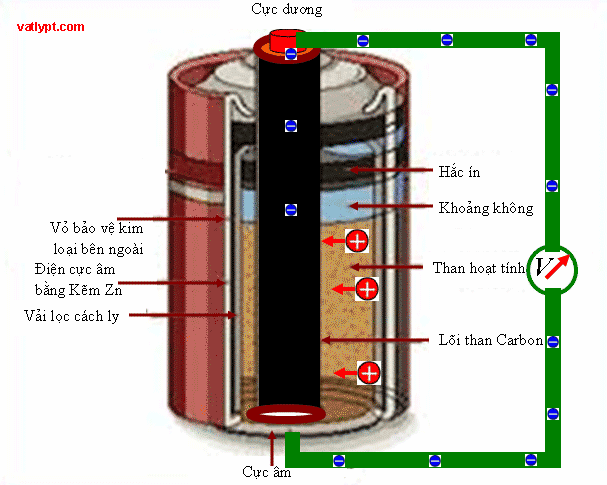 Cực dương
vatlypt.com
Hắc ín
Khoảng không
Vỏ bảo vệ kim
loại bên ngoài
Điện cực âm
bằng Kẽm Zn
Than hoạt tính
V
Vải lọc cách ly
Lõi than Carbon
Cực âm